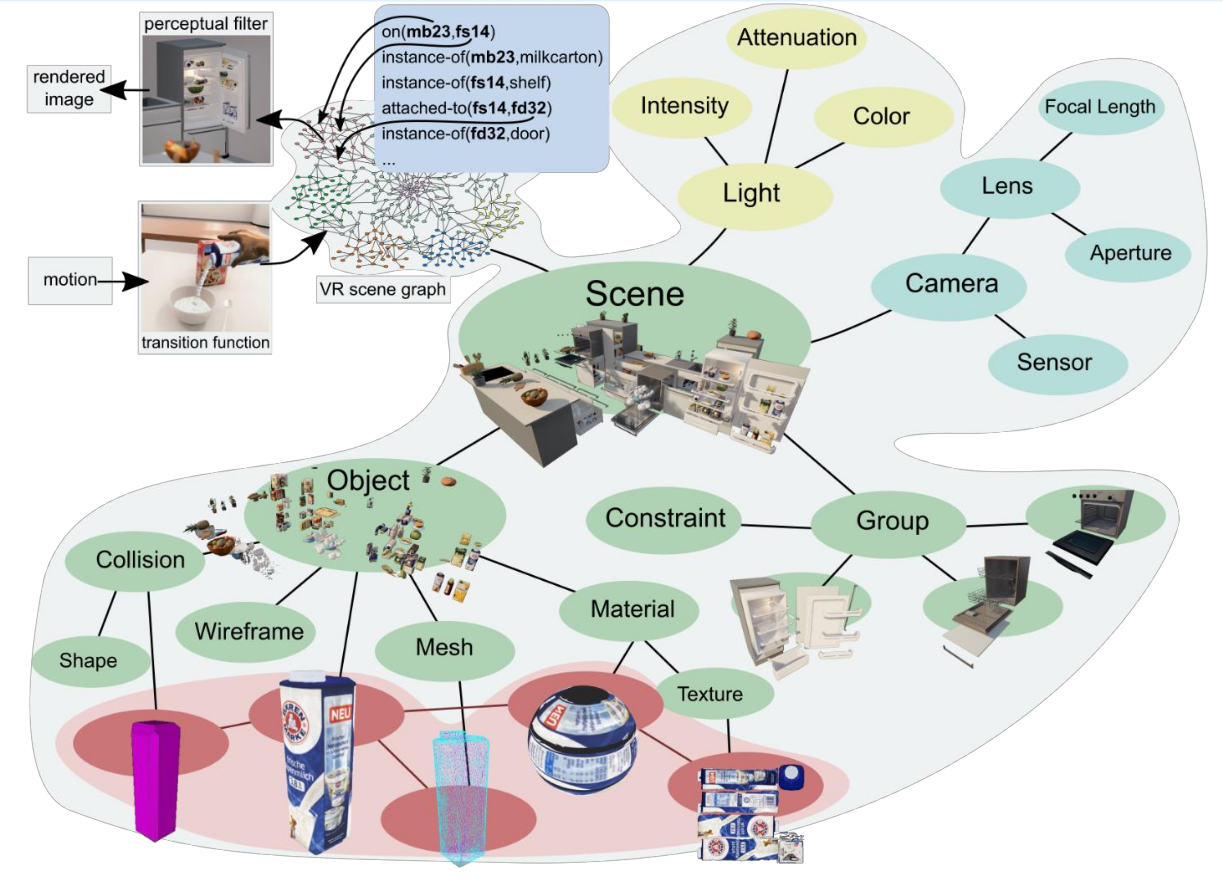 perceptual filter
rendered
image
on(mb23,fs14)
instance-of(mb23,milkcarton)
instance-of(fs14,shelf)
attached-to(fs14,fd32)
instance-of(fd32,door)
...
motion
transition function
VR scene graph
Attenuation
Intensity
Color
Light
Focal Length
Lens
Aperture
Camera
Sensor
Scene
Object
Constraint
Group
Collision
Wireframe
Material
Mesh
Shape
Texture
NEU
NEU